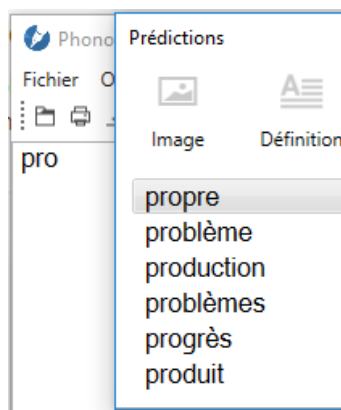 Phono
Prédictions
Fichier
Image
Définition
pro
propre
problème
production
problèmes
progrès
produit